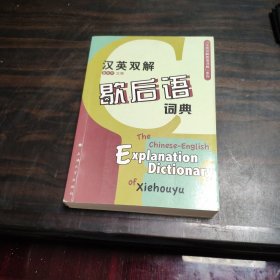 汉英双解
歇后语
词典
The
Chinese-English
Explanation
Dictionary
of Xiehouyu